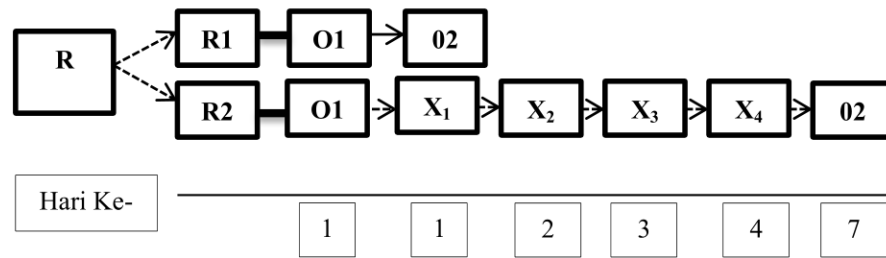 R
R1 O1 02
R2 O1 X₁ X₂ X₃ X₄ 02
Hari Ke-
1 1 2 3 4 7